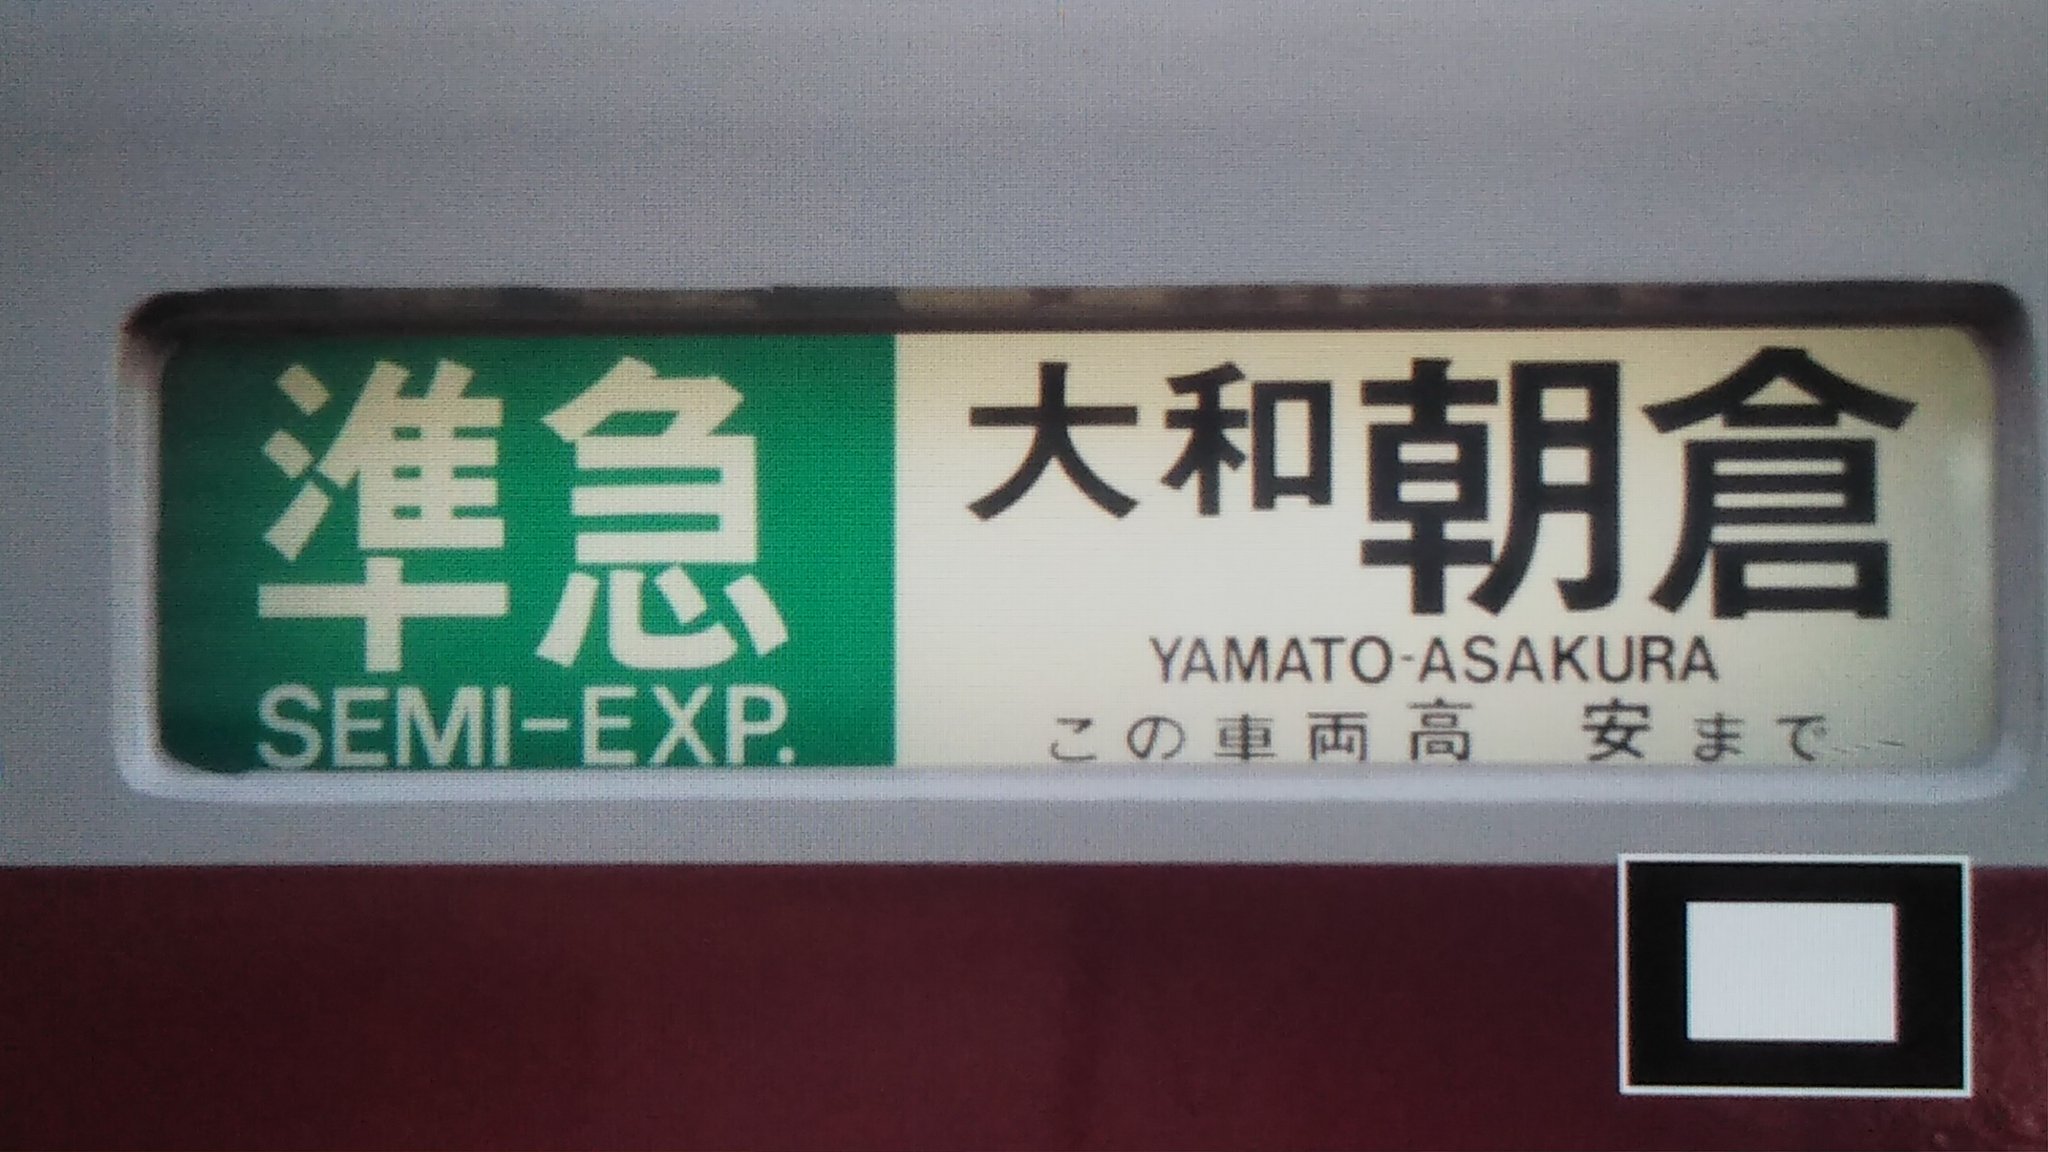 準急
SEMI-EXP.
大和朝倉
YAMATO-ASAKURA
この車両高 安まで